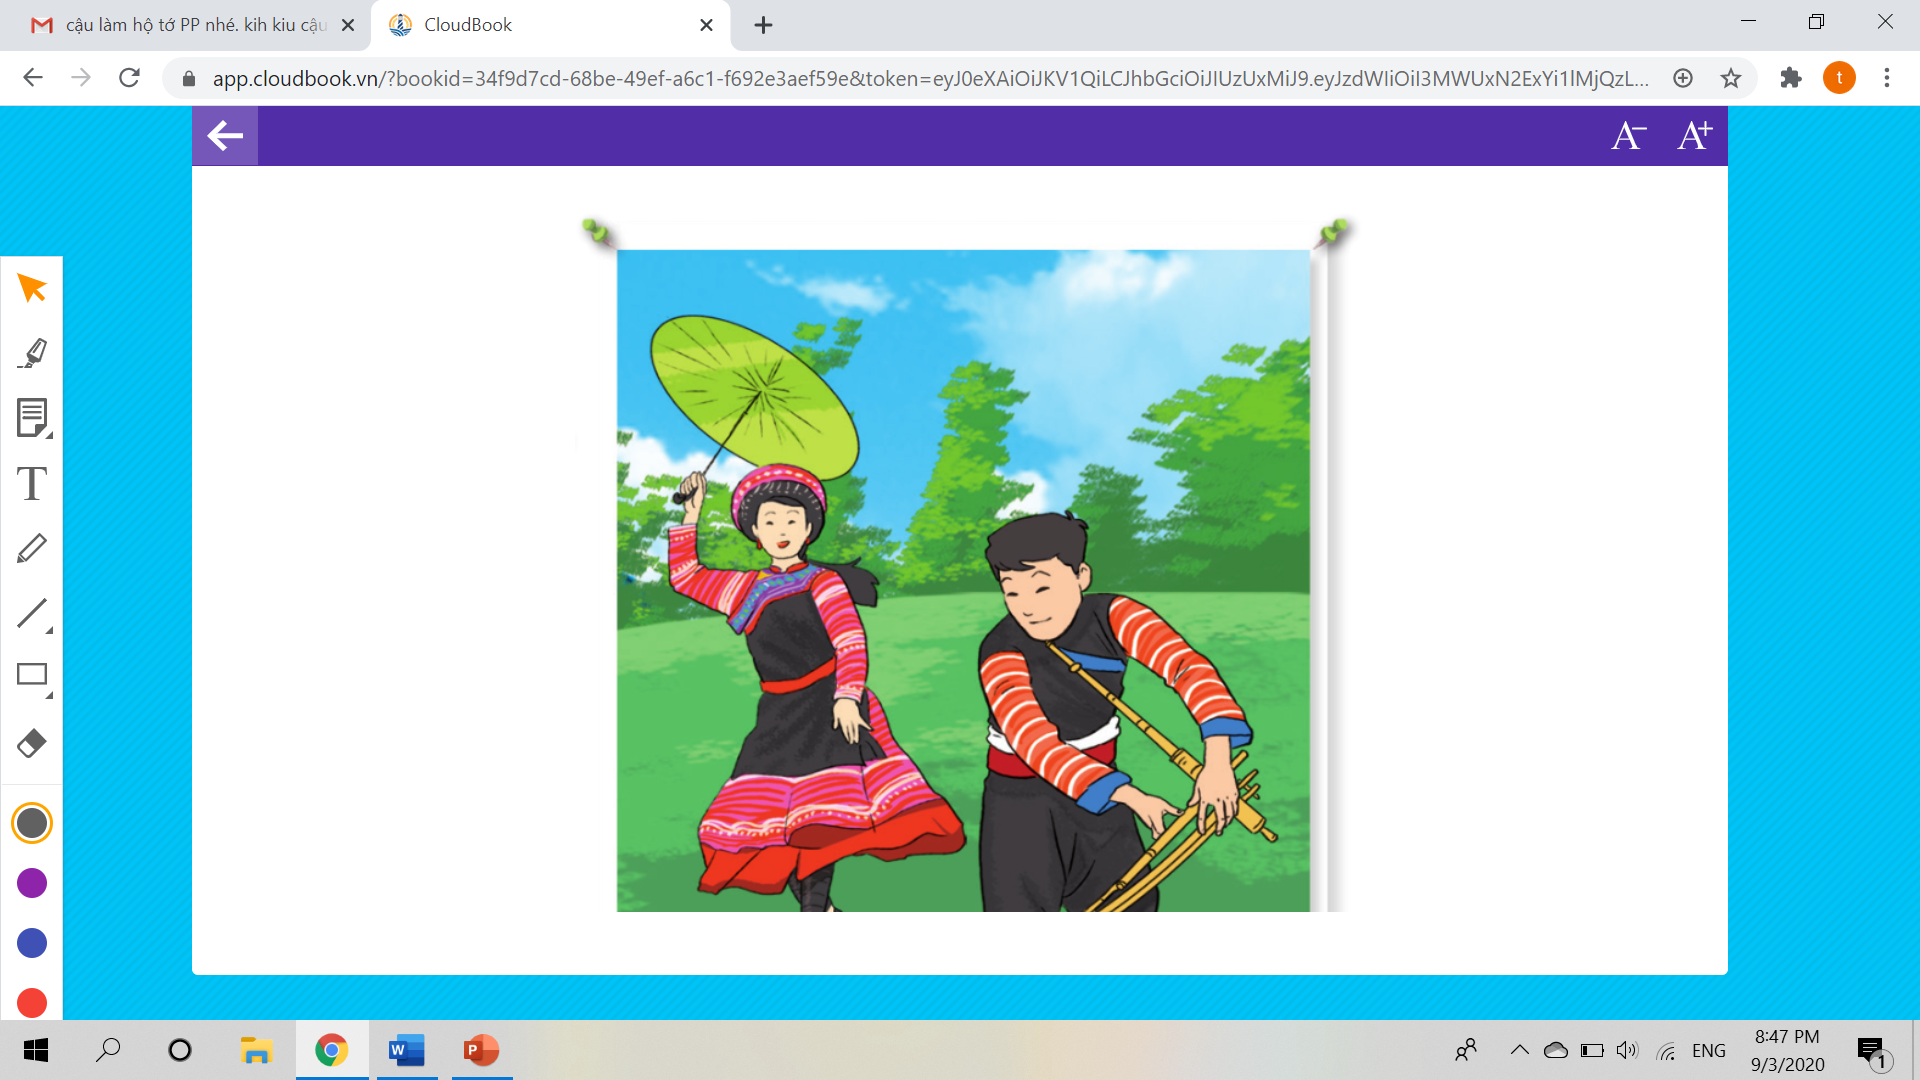 cậu làm hộ tớ PP nhé. kih kiu cậu
CloudBook
app.cloudbook.vn/?bookid=34f9d7cd-68be-49ef-a6c1-f692e3aef59e&token=eyJ0eXAiOiJKV1QiLCJhbGciOiJIUzUxMiJ9.eyJzdWIiOiI3MWUxN2ExYi1lMjQzL...
t
A-
A+
T
W
P
ENG
8:47 PM
9/3/2020
1